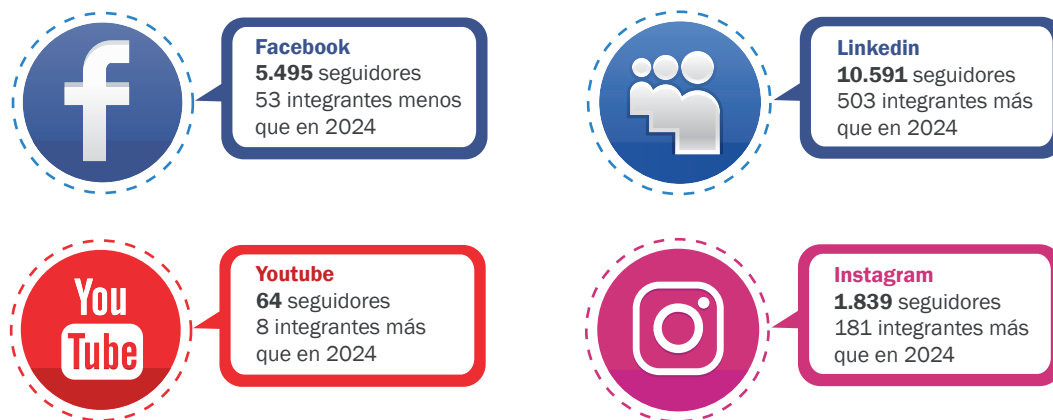 f
Facebook
5.495 seguidores
53 integrantes menos
que en 2024
Linkedin
10.591 seguidores
503 integrantes más
que en 2024
You
Tube
Youtube
64 seguidores
8 integrantes más
que en 2024
Instagram
1.839 seguidores
181 integrantes más
que en 2024